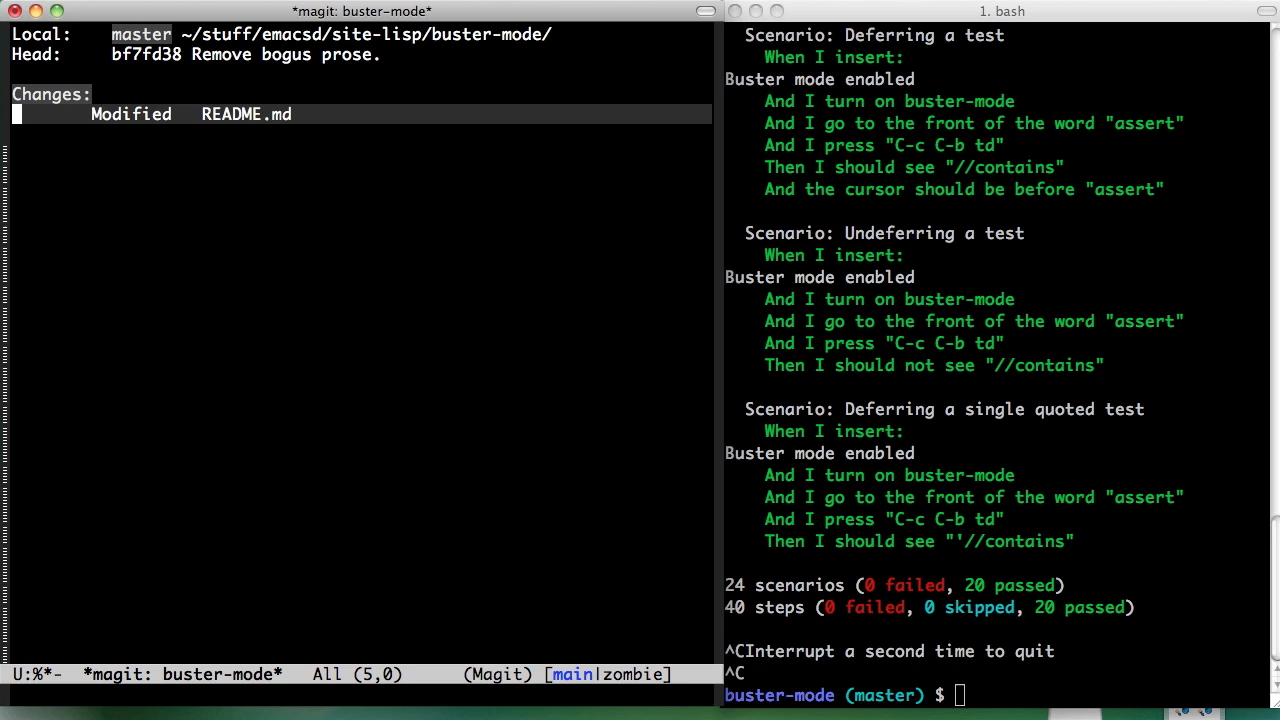 *magit: buster-mode*
Local: master ~/stuff/emacsd/site-lisp/buster-mode/
Head: bf7fd38 Remove bogus prose.
Changes:
Modified README.md
U:%*- *magit: buster-mode* All (5,0) (Magit) [main|zombie]
1. bash
Scenario: Deferring a test
When I insert:
Buster mode enabled
And I turn on buster-mode
And I go to the front of the word "assert"
And I press "C-c C-b td"
Then I should see "//contains"
And the cursor should be before "assert"
Scenario: Undeferring a test
When I insert:
Buster mode enabled
And I turn on buster-mode
And I go to the front of the word "assert"
And I press "C-c C-b td"
Then I should not see "//contains"
Scenario: Deferring a single quoted test
When I insert:
Buster mode enabled
And I turn on buster-mode
And I go to the front of the word "assert"
And I press "C-c C-b td"
Then I should see "'//contains"
24 scenarios (0 failed, 20 passed)
40 steps (0 failed, 0 skipped, 20 passed)
^CInterrupt a second time to quit
^C
buster-mode (master) $